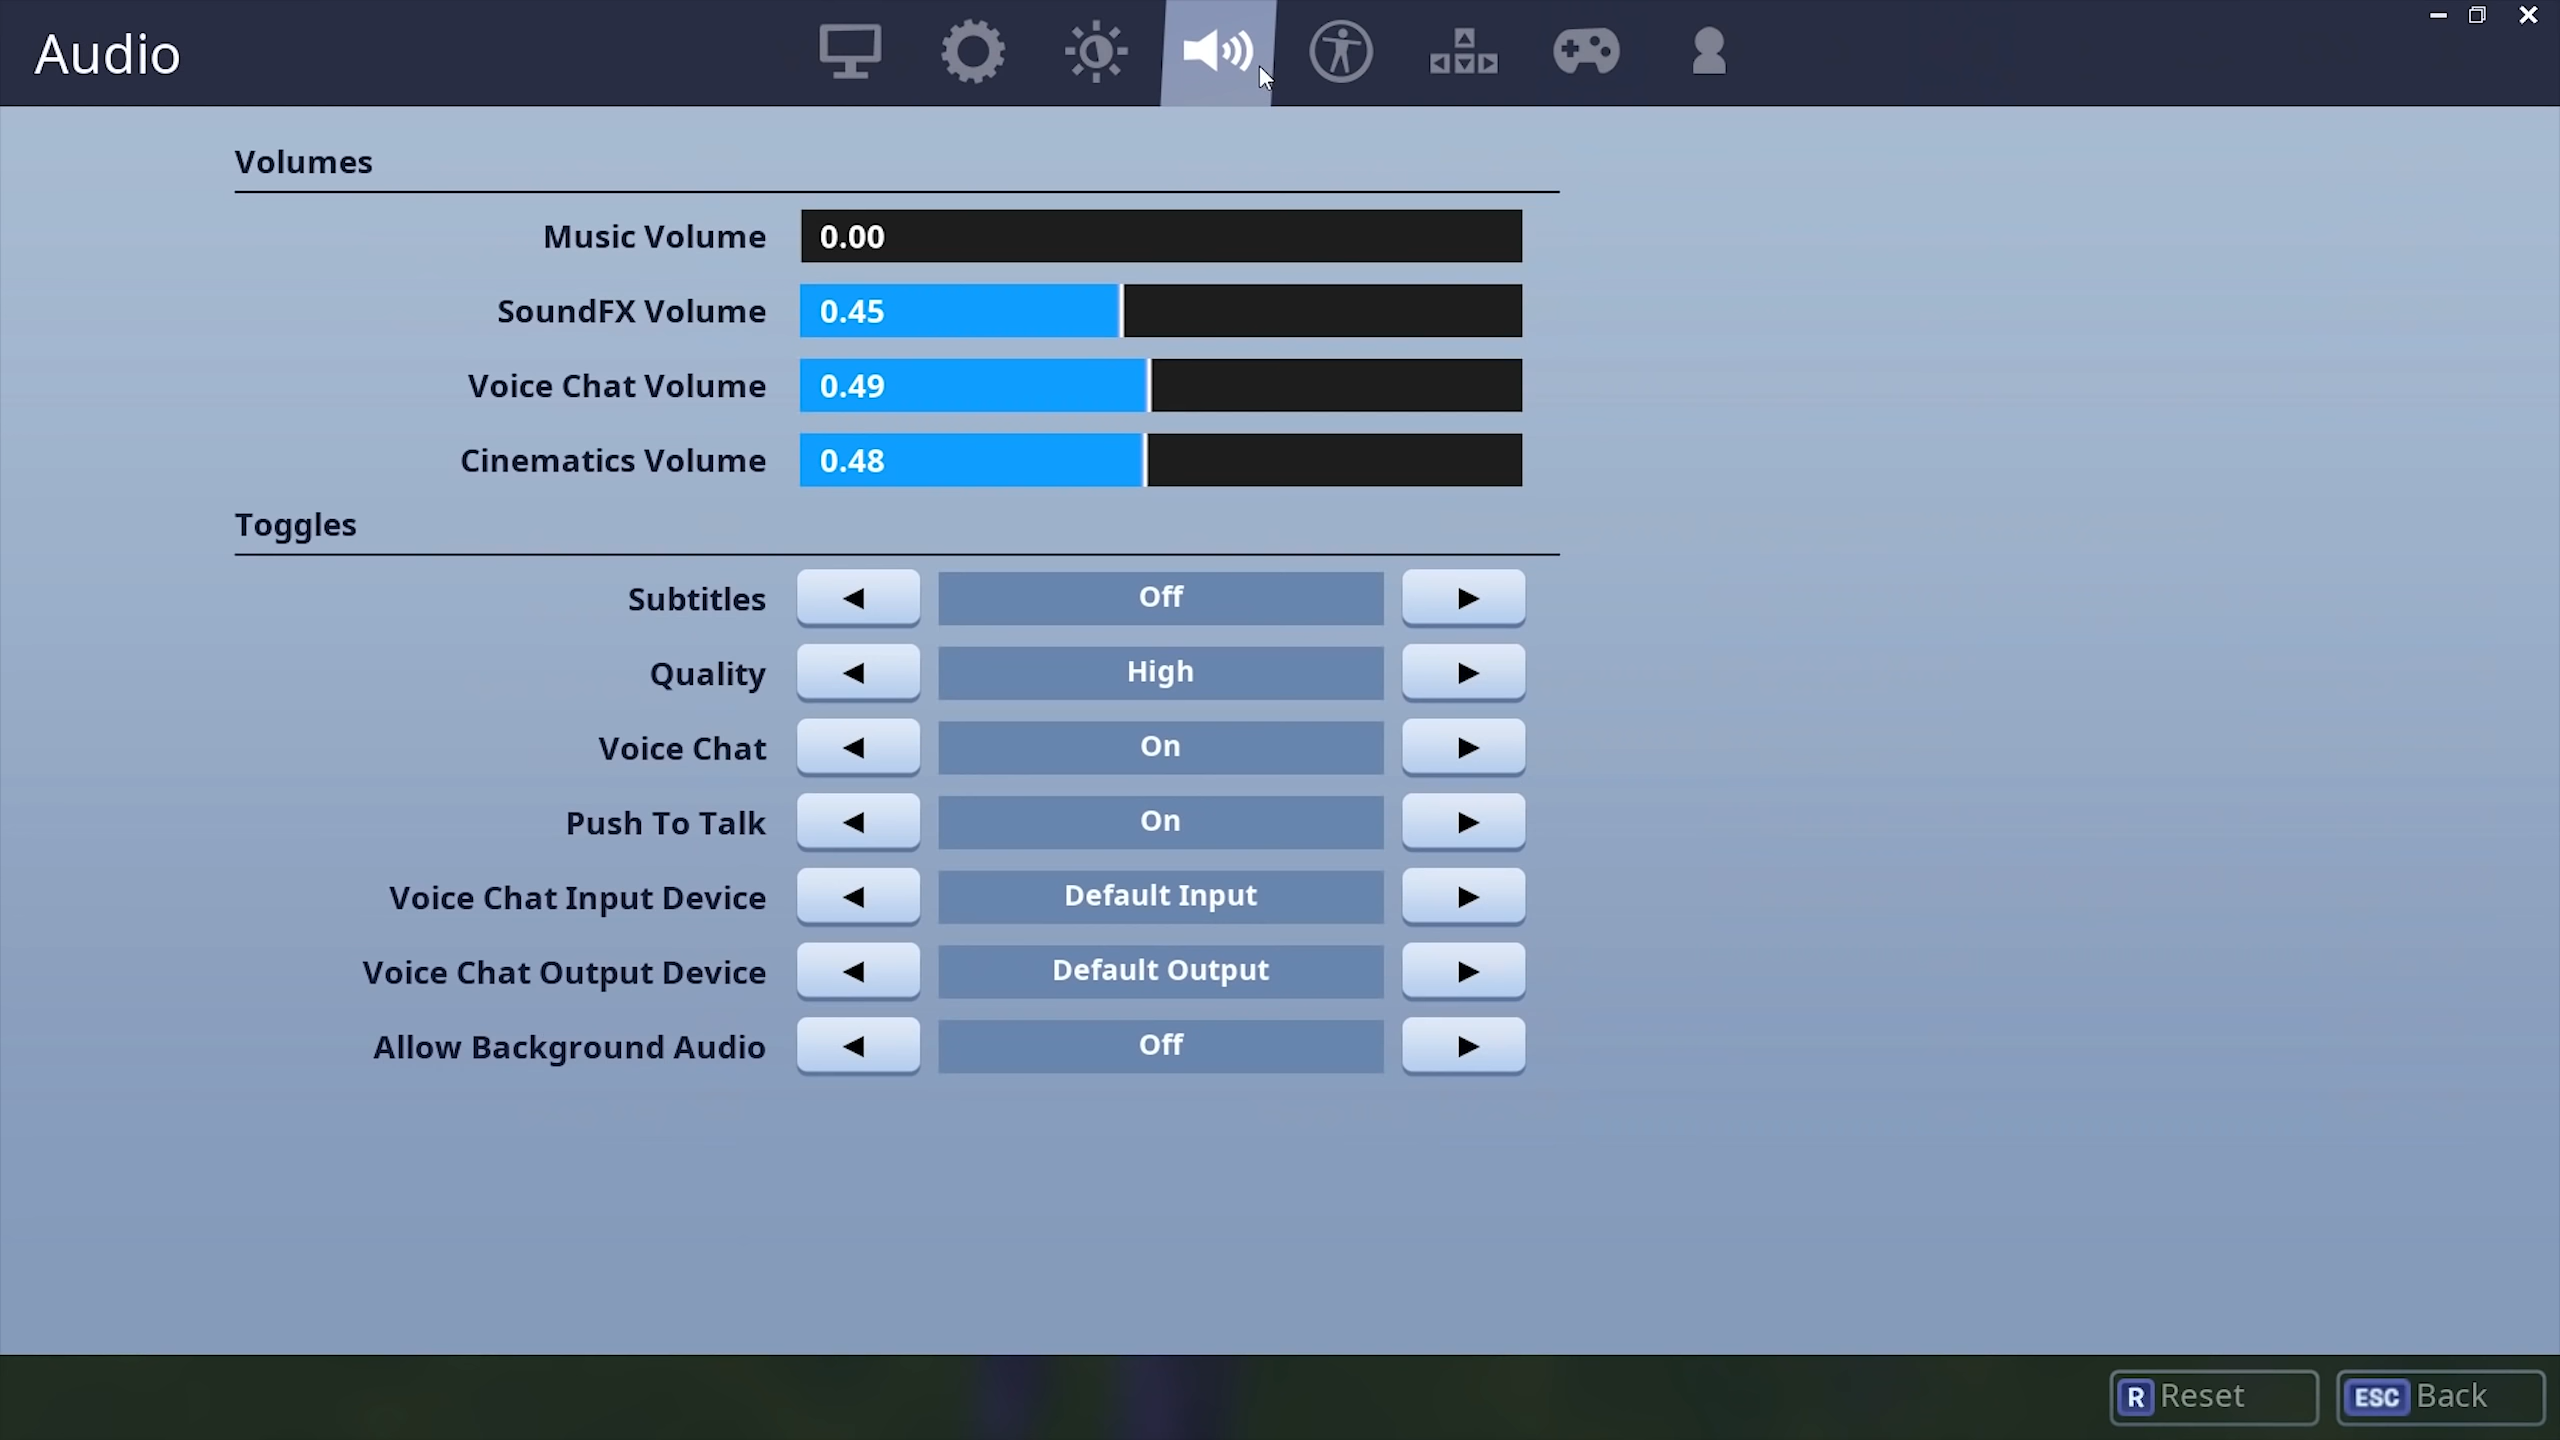 Audio
Volumes
Music Volume 0.00
SoundFX Volume 0.45
Voice Chat Volume 0.49
Cinematics Volume 0.48
Toggles
Subtitles Off
Quality High
Voice Chat On
Push To Talk On
Voice Chat Input Device Default Input
Voice Chat Output Device Default Output
Allow Background Audio Off
R Reset ESC Back